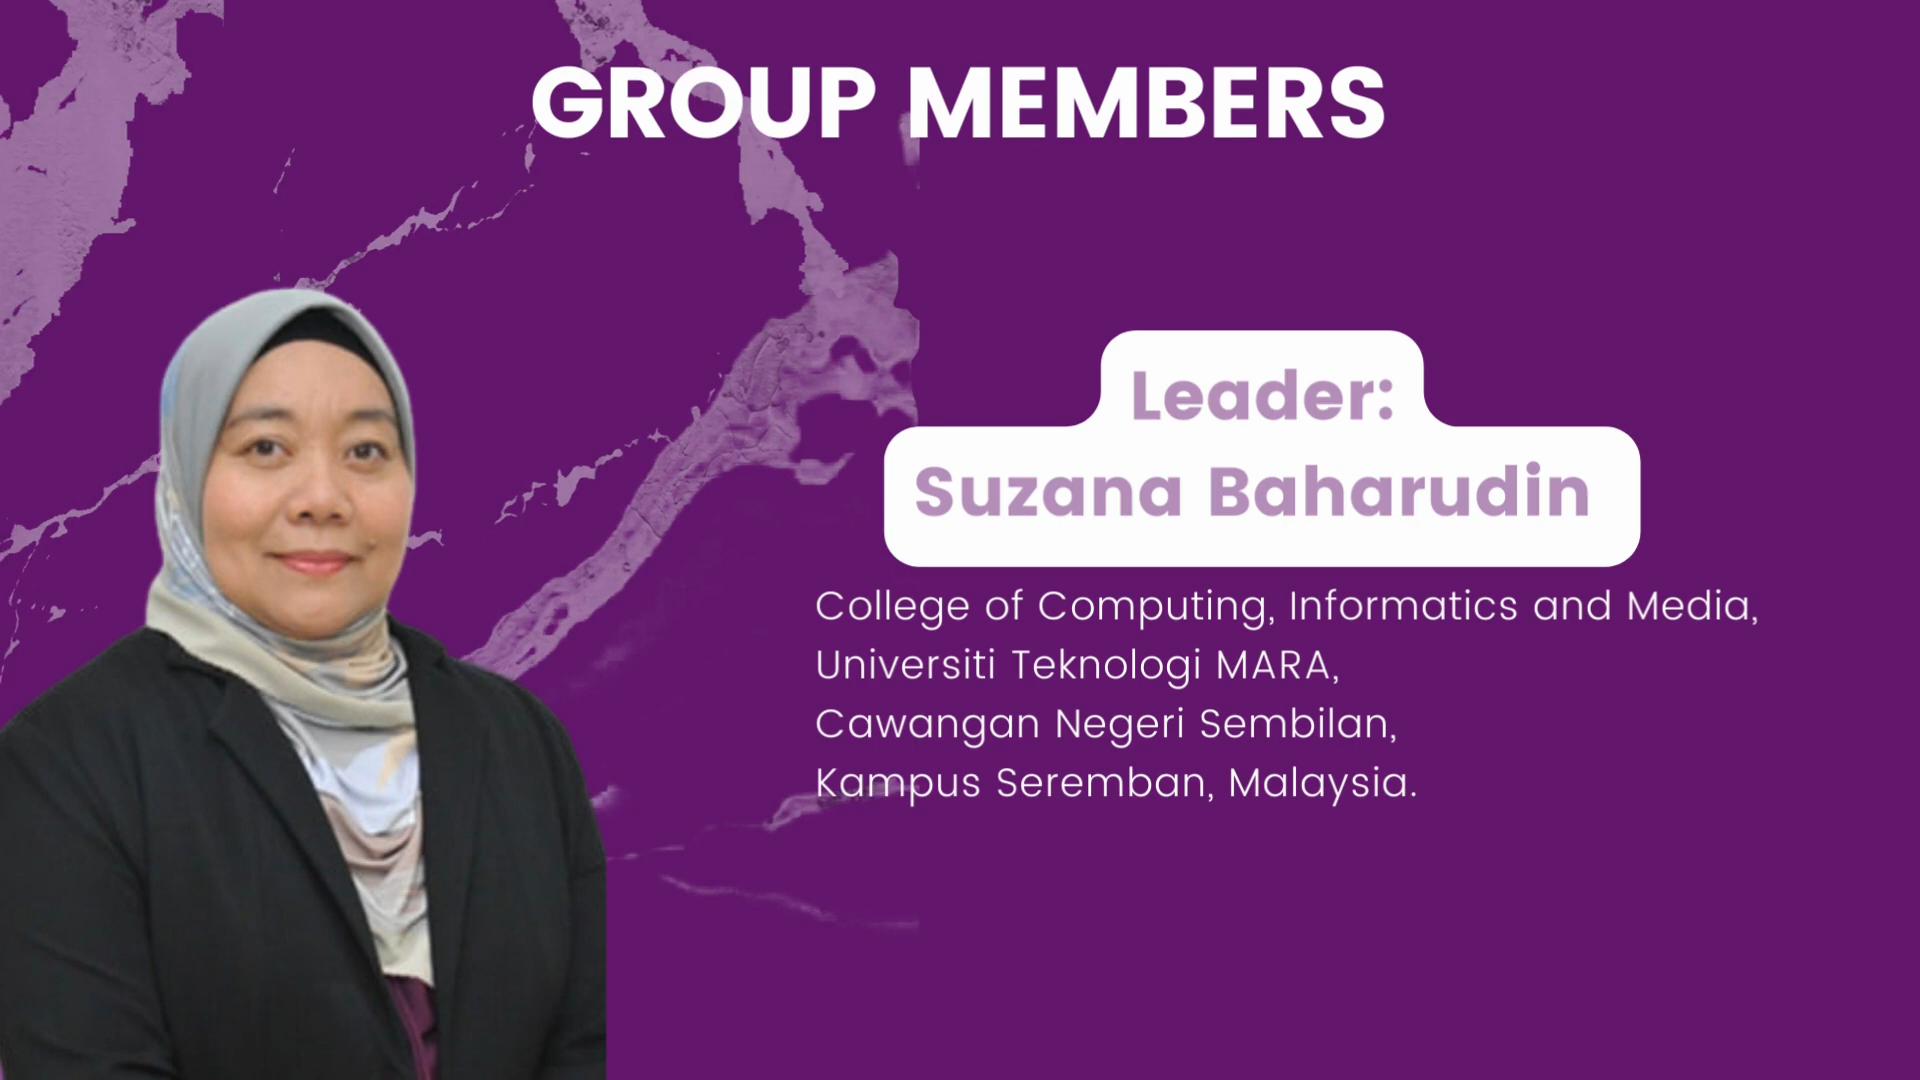 GROUP MEMBERS
Leader:
Suzana Baharudin
College of Computing, Informatics and Media,
Universiti Teknologi MARA,
Cawangan Negeri Sembilan,
Kampus Seremban, Malaysia.